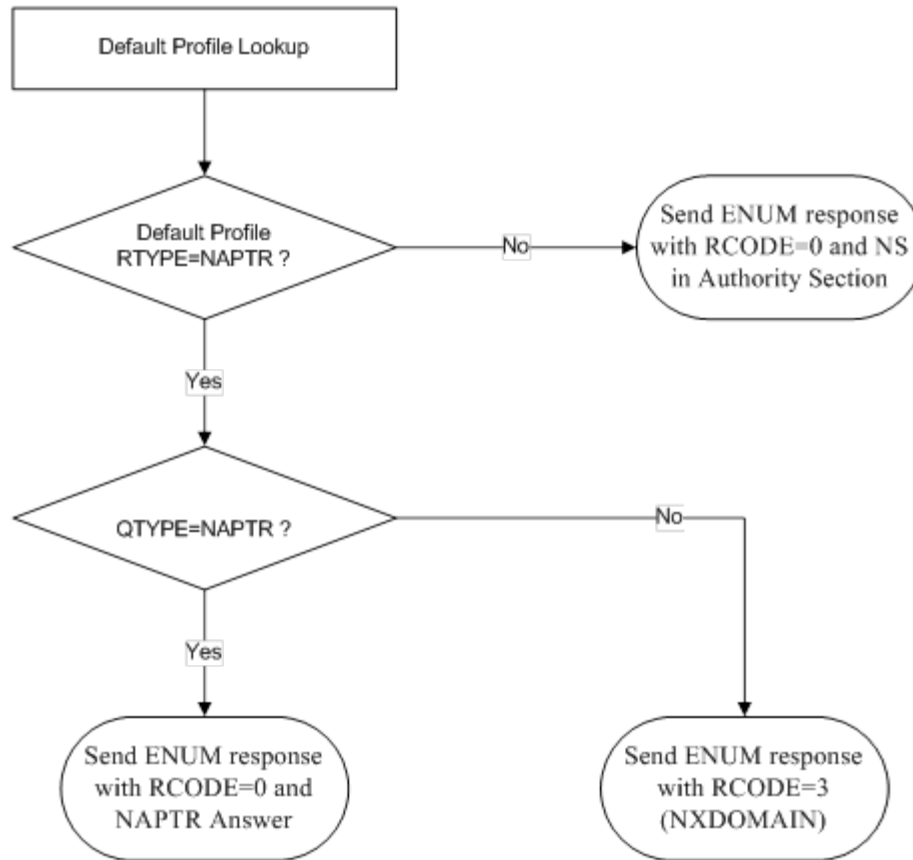 Default Profile Lookup
Default Profile
RTYPE=NAPTR ?
No
Send ENUM response
with RCODE=0 and NS
in Authority Section
Yes
QTYPE=NAPTR ?
No
Yes
Send ENUM response
with RCODE=0 and
NAPTR Answer
Send ENUM response
with RCODE=3
(NXDOMAIN)